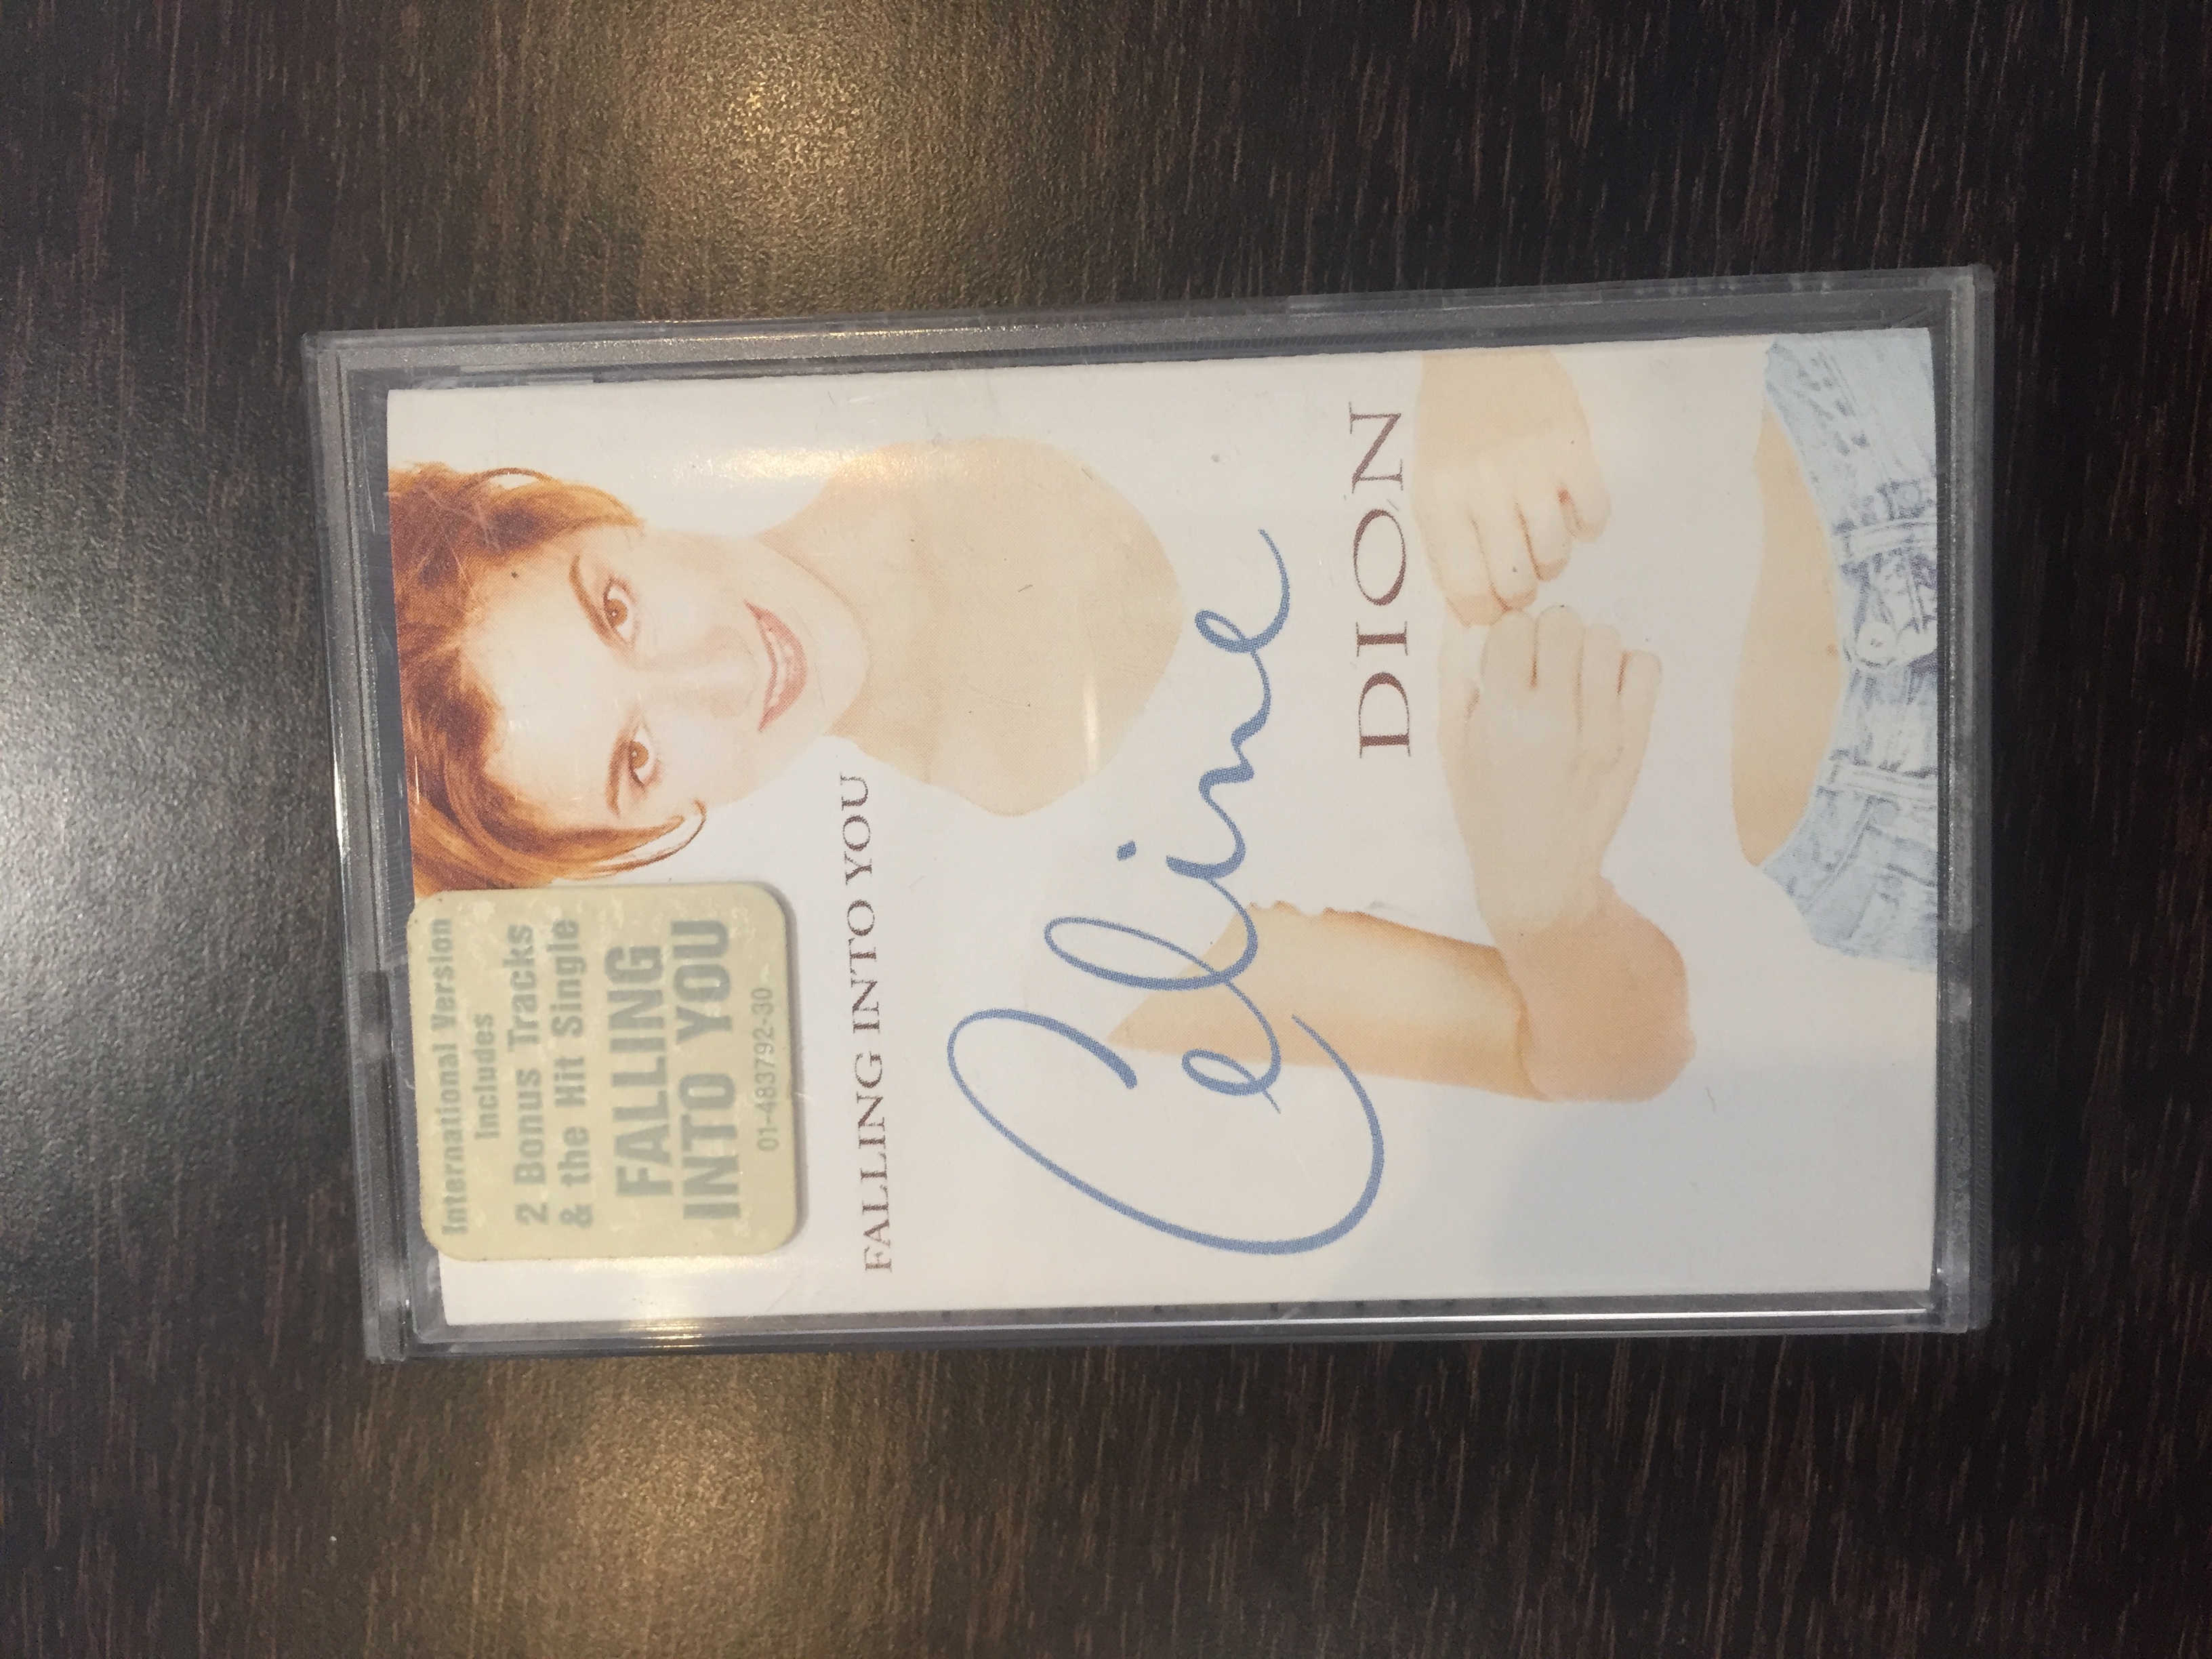 International Version
Includes
2 Bonus Tracks
& the Hit Single
FALLING
INTO YOU
01-483792-30
FALLING INTO YOU
Celine
DION